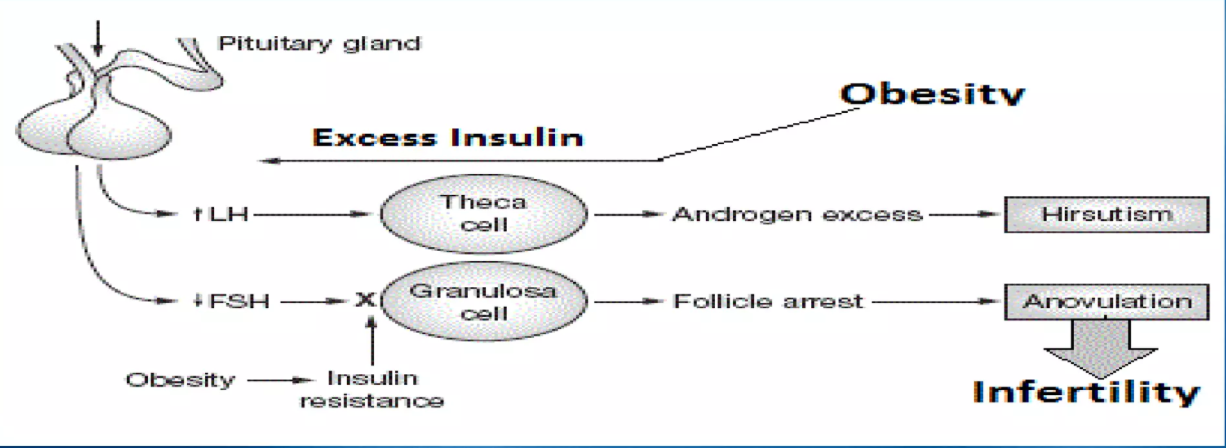 Pituitary gland
Obesity
Excess Insulin
↑LH
Theca
cell
Androgen excess
Hirsutism
↓FSH
X
Granulosa
cell
Follicle arrest
Anovulation
Obesity
Insulin
resistance
Infertility